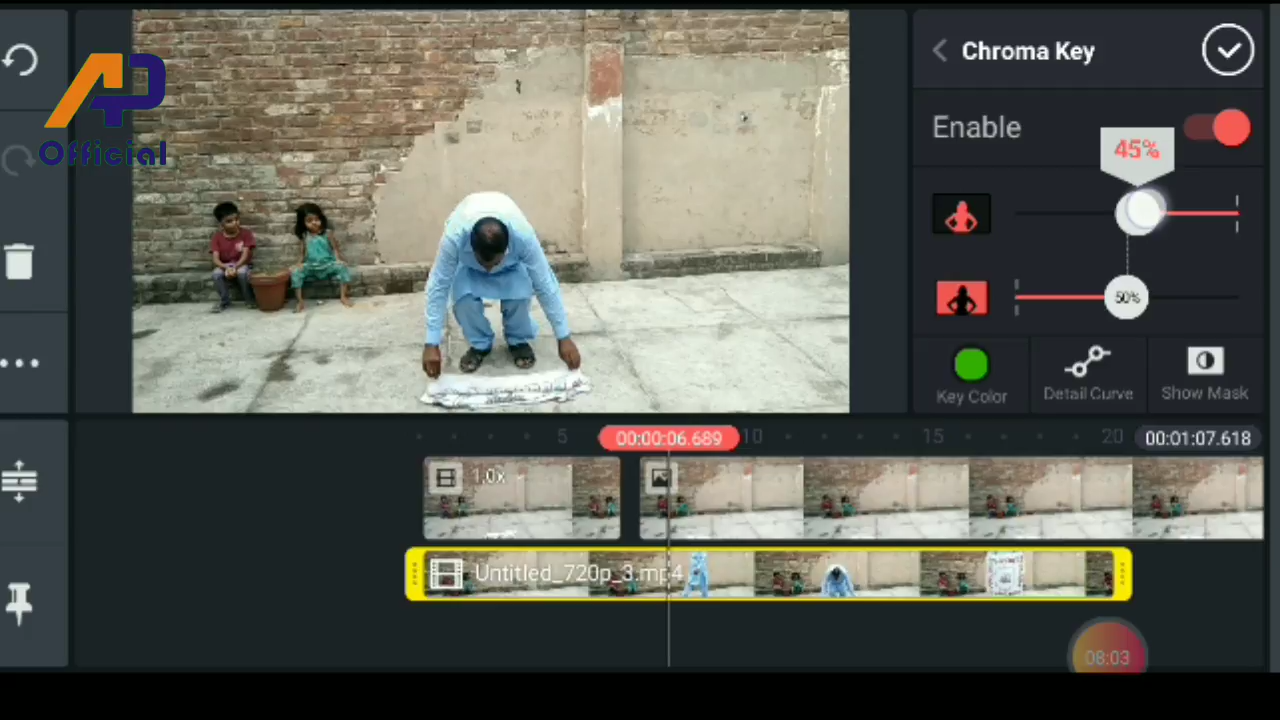 AP
Official
Chroma Key
Enable
45%
50%
Key Color
Detail Curve
Show Mask
5
00:00:06.689
10
15
20
00:01:07.618
1.0x
Untitled_720p_3.mp4
08:03